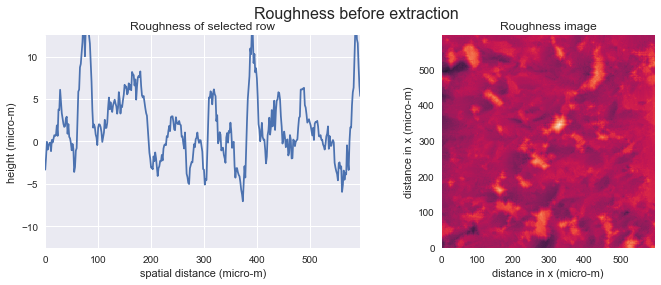 Roughness before extraction
Roughness of selected row
10
5
0
−5
−10
height (micro-m)
0 100 200 300 400 500
spatial distance (micro-m)
Roughness image
500
400
300
200
100
0
distance in x (micro-m)
0 100 200 300 400 500
distance in x (micro-m)